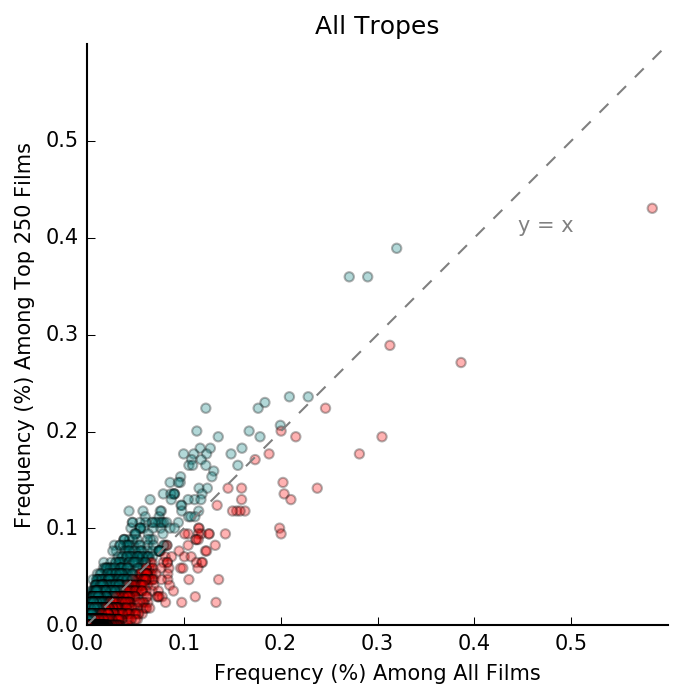 All Tropes
Frequency (%) Among Top 250 Films
0.5
0.4
0.3
0.2
0.1
0.0
y = x
0.0 0.1 0.2 0.3 0.4 0.5
Frequency (%) Among All Films